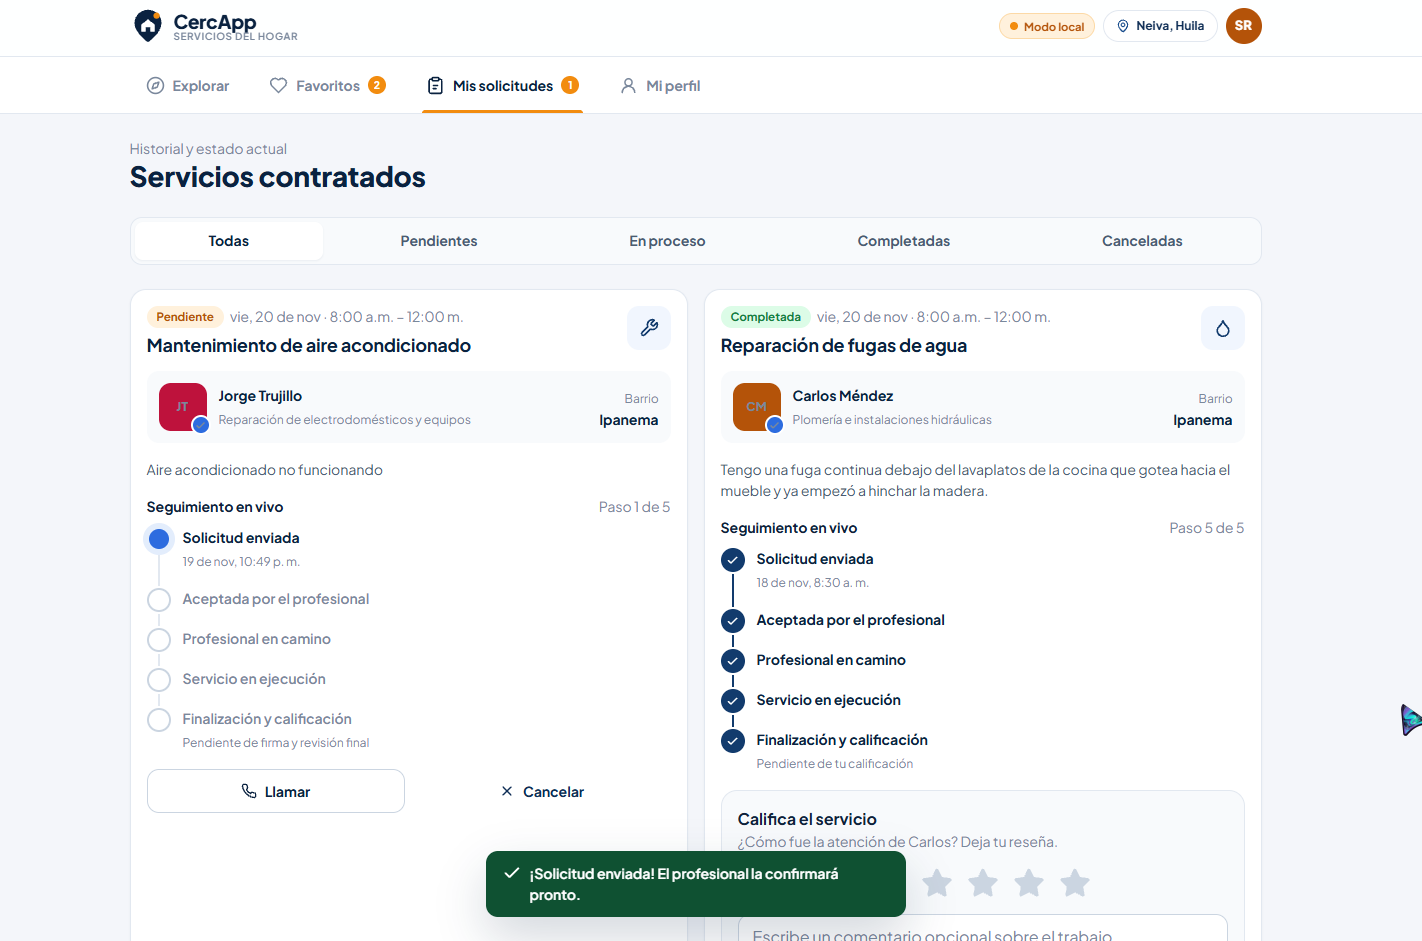 CercApp
SERVICIOS DEL HOGAR
Modo local
Neiva, Huila
SR
Explorar
Favoritos 2
Mis solicitudes 1
Mi perfil
Historial y estado actual
Servicios contratados
Todas
Pendientes
En proceso
Completadas
Canceladas
Pendiente vie, 20 de nov · 8:00 a.m. – 12:00 m.
Mantenimiento de aire acondicionado
JT
Jorge Trujillo
Reparación de electrodomésticos y equipos
Barrio
Ipanema
Aire acondicionado no funcionando
Seguimiento en vivo
Paso 1 de 5
Solicitud enviada
19 de nov, 10:49 p. m.
Aceptada por el profesional
Profesional en camino
Servicio en ejecución
Finalización y calificación
Pendiente de firma y revisión final
Llamar
Cancelar
Completada vie, 20 de nov · 8:00 a.m. – 12:00 m.
Reparación de fugas de agua
CM
Carlos Méndez
Plomería e instalaciones hidráulicas
Barrio
Ipanema
Tengo una fuga continua debajo del lavaplatos de la cocina que gotea hacia el
mueble y ya empezó a hinchar la madera.
Seguimiento en vivo
Paso 5 de 5
Solicitud enviada
18 de nov, 8:30 a. m.
Aceptada por el profesional
Profesional en camino
Servicio en ejecución
Finalización y calificación
Pendiente de tu calificación
Califica el servicio
¿Cómo fue la atención de Carlos? Deja tu reseña.
Escribe un comentario opcional sobre el trabajo
¡Solicitud enviada! El profesional la confirmará
pronto.